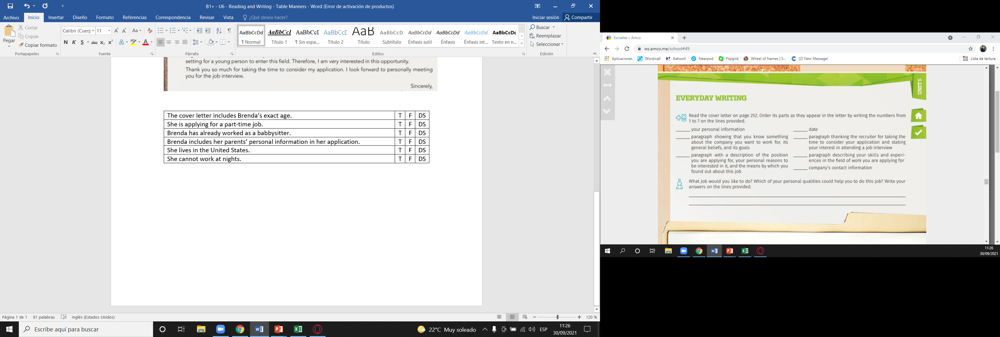 B1+ - U6 - Reading and Writing - Table Manners - Word (Error de activación de productos)
Archivo Inicio Insertar Diseño Formato Referencias Correspondencia Revisar Vista ¿Qué desea hacer? Iniciar sesión Compartir
Pegar
Cortar
Copiar
Copiar formato
Portapapeles
Calibri (Cuerp 11
N K S abc x₂ x²
Fuente
Párrafo
AaBbCcDd AaBbCcI AaBbCcI AaBbCcE AaB AaBbCcD AaBbCcDd AaBbCcDd AaBbCcDd AaBbCcDc
¶ Normal Título 1 ¶ Sin espa... Título 2 Título Subtítulo Énfasis sutil Énfasis Énfasis int... Texto en n...
Estilos
Buscar
Reemplazar
Seleccionar
Edición
setting for a young person to enter this field. Therefore, I am very interested in this opportunity.
Thank you so much for taking the time to consider my application. I look forward to personally meeting
you for the job interview.
Sincerely,
The cover letter includes Brenda's exact age. T F DS
She is applying for a part-time job. T F DS
Brenda has already worked as a babbysitter. T F DS
Brenda includes her parents' personal information in her application. T F DS
She lives in the United States. T F DS
She cannot work at nights. T F DS
Página 1 de 1 81 palabras Inglés (Estados Unidos) 120 %
Escribe aquí para buscar
22°C Muy soleado ESP 11:26
30/09/2021
Escuelas :: Amco
ws.amco.me/school#49
Aplicaciones Wordwall Kahoot! Nearpod Flipgrid Wheel of Names | S... (2) New Message! Lista de lectura
UNIT 6
EVERYDAY WRITING
Read the cover letter on page 252. Order its parts as they appear in the letter by writing the numbers from
1 to 7 on the lines provided.
_____ your personal information
_____ paragraph showing that you know something
about the company you want to work for, its
general beliefs, and its goals
_____ paragraph with a description of the position
you are applying for, your personal reasons to
be interested in it, and the means by which you
found out about this job
_____ date
_____ paragraph thanking the recruiter for taking the
time to consider your application and stating
your interest in attending a job interview
_____ paragraph describing your skills and experi-
ences in the field of work you are applying for
_____ company's contact information
What job would you like to do? Which of your personal qualities could help you to do this job? Write your
answers on the lines provided.
11:26
30/09/2021